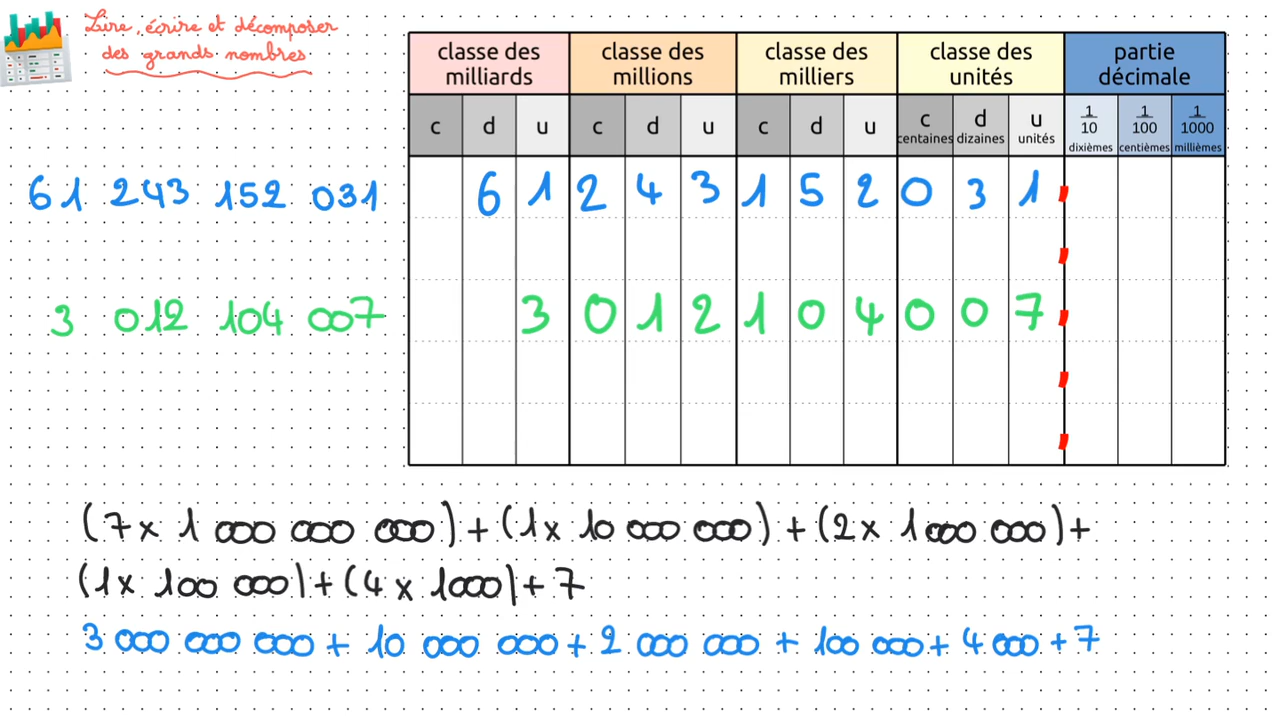 Lire, écrire et décomposer
des grands nombres
classe des milliards
classe des millions
classe des milliers
classe des unités
partie décimale
c d u c d u c d u c centaines d dizaines u unités 1/10 dixièmes 1/100 centièmes 1/1000 millièmes
61 243 152 031
6 1 2 4 3 1 5 2 0 3 1 ,
,
3 012 104 007
3 0 1 2 1 0 4 0 0 7 ,
,
,
(7 x 1 000 000 000) + (1 x 10 000 000) + (2 x 1 000 000) +
(1 x 100 000) + (4 x 1000) + 7
3 000 000 000 + 10 000 000 + 2 000 000 + 100 000 + 4 000 + 7